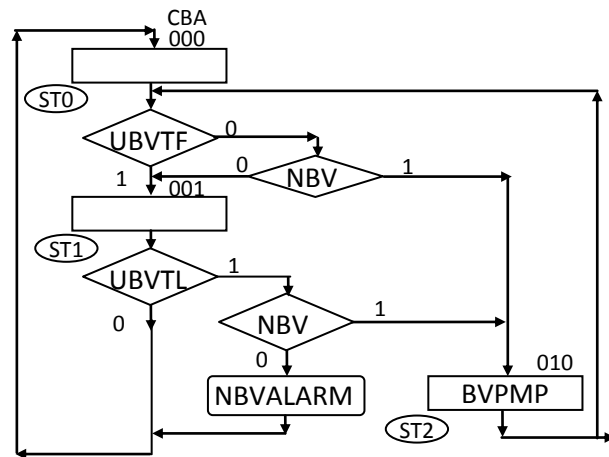 CBA
000
ST0
UBVTF
0
0
NBV
1
1
001
ST1
UBVTL
1
NBV
1
0
0
NBVALARM
010
BVPMP
ST2